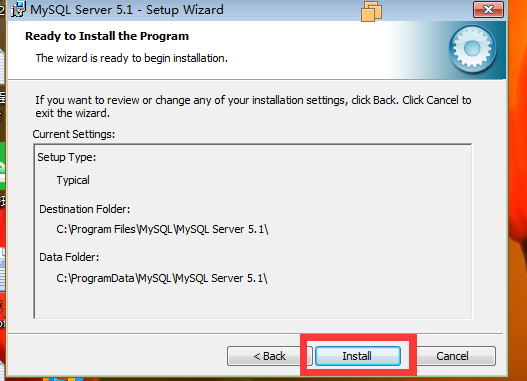 MySQL Server 5.1 - Setup Wizard
Ready to Install the Program
The wizard is ready to begin installation.
If you want to review or change any of your installation settings, click Back. Click Cancel to
exit the wizard.
Current Settings:
Setup Type:
Typical
Destination Folder:
C:\Program Files\MySQL\MySQL Server 5.1\
Data Folder:
C:\ProgramData\MySQL\MySQL Server 5.1\
< Back
Install
Cancel